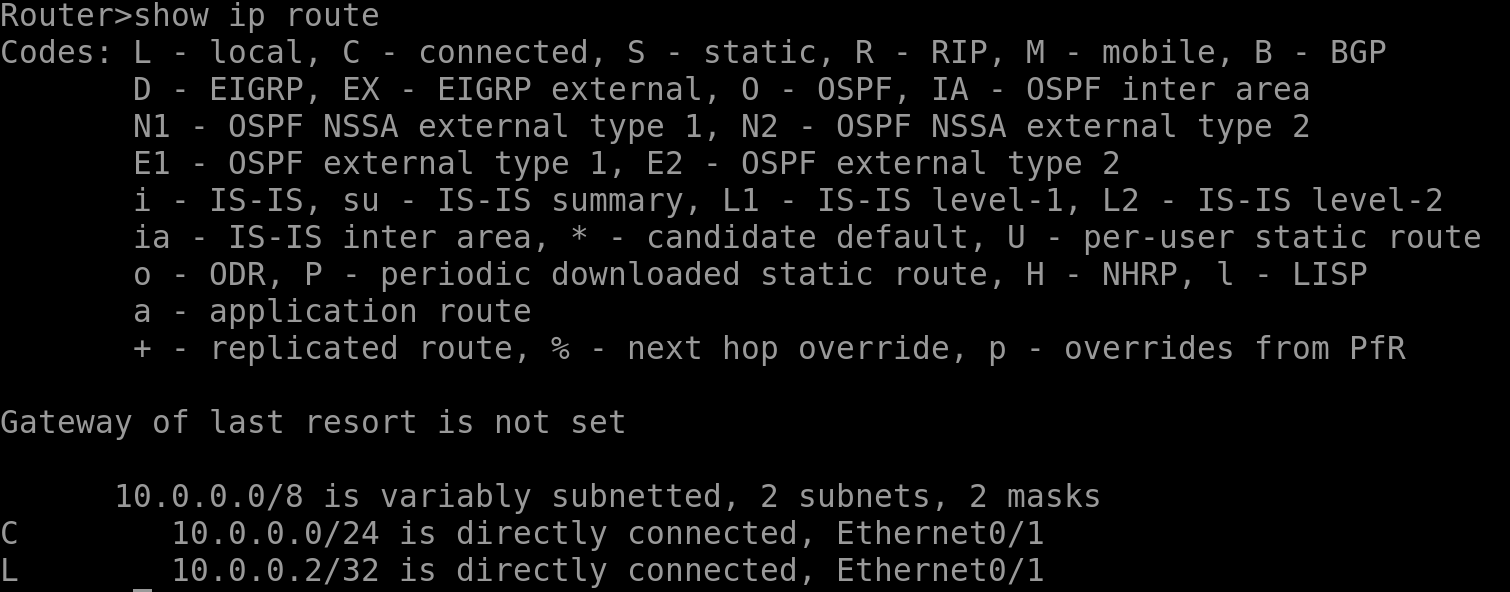 Router>show ip route
Codes: L - local, C - connected, S - static, R - RIP, M - mobile, B - BGP
       D - EIGRP, EX - EIGRP external, O - OSPF, IA - OSPF inter area
       N1 - OSPF NSSA external type 1, N2 - OSPF NSSA external type 2
       E1 - OSPF external type 1, E2 - OSPF external type 2
       i - IS-IS, su - IS-IS summary, L1 - IS-IS level-1, L2 - IS-IS level-2
       ia - IS-IS inter area, * - candidate default, U - per-user static route
       o - ODR, P - periodic downloaded static route, H - NHRP, l - LISP
       a - application route
       + - replicated route, % - next hop override, p - overrides from PfR

Gateway of last resort is not set

      10.0.0.0/8 is variably subnetted, 2 subnets, 2 masks
C        10.0.0.0/24 is directly connected, Ethernet0/1
L        10.0.0.2/32 is directly connected, Ethernet0/1